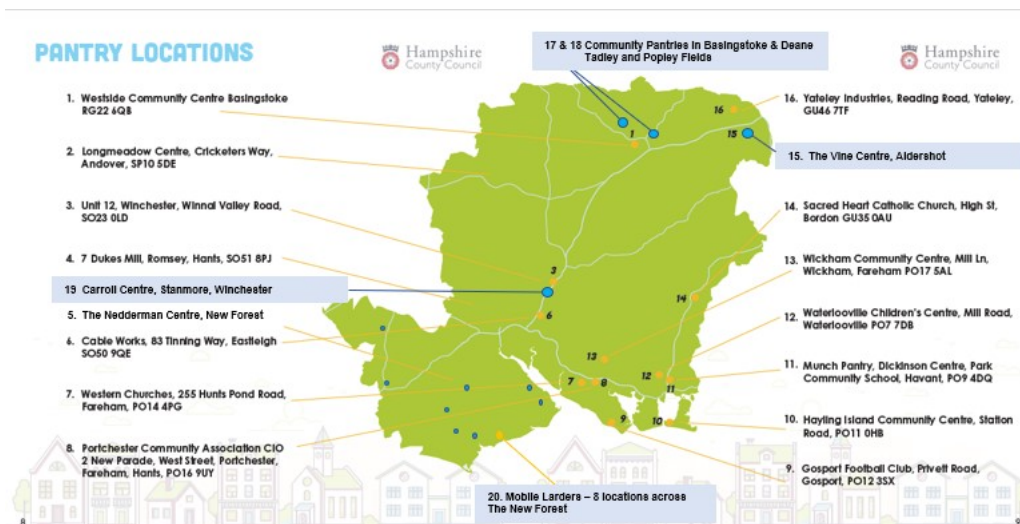 PANTRY LOCATIONS
Hampshire
County Council
17 & 18 Community Pantries in Basingstoke & Deane
Tadley and Popley Fields
Hampshire
County Council
1. Westside Community Centre Basingstoke
RG22 6QB
2. Longmeadow Centre, Cricketers Way,
Andover, SP10 5DE
3. Unit 12, Winchester, Winnal Valley Road,
SO23 0LD
4. 7 Dukes Mill, Romsey, Hants, SO51 8PJ
19 Carroll Centre, Stanmore, Winchester
5. The Nedderman Centre, New Forest
6. Cable Works, 83 Tinning Way, Eastleigh
SO50 9QE
7. Western Churches, 255 Hunts Pond Road,
Fareham, PO14 4PG
8. Portchester Community Association CIO
2 New Parade, West Street, Portchester,
Fareham, Hants, PO16 9UY
16
1
15
3
6
14
13
7
8
12
11
9
10
16. Yateley Industries, Reading Road, Yateley,
GU46 7TF
15. The Vine Centre, Aldershot
14. Sacred Heart Catholic Church, High St,
Bordon GU35 0AU
13. Wickham Community Centre, Mill Ln,
Wickham, Fareham PO17 5AL
12. Waterlooville Children's Centre, Mill Road,
Waterlooville PO7 7DB
11. Munch Pantry, Dickinson Centre, Park
Community School, Havant, PO9 4DQ
10. Hayling Island Community Centre, Station
Road, PO11 0HB
9. Gosport Football Club, Privett Road,
Gosport, PO12 3SX
20. Mobile Larders – 8 locations across
The New Forest
8
9